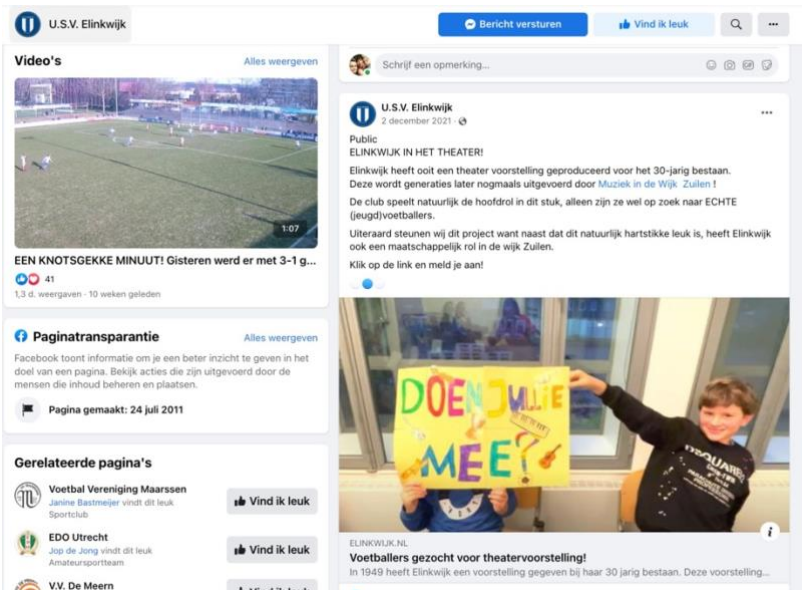 U.S.V. Elinkwijk
Bericht versturen
Vind ik leuk
Video's
Alles weergeven
1:07
EEN KNOTSGEKKE MINUUT! Gisteren werd er met 3-1 g...
41
1,3 d. weergaven · 10 weken geleden
Paginatransparantie
Alles weergeven
Facebook toont informatie om je een beter inzicht te geven in het
doel van een pagina. Bekijk acties die zijn uitgevoerd door de
mensen die inhoud beheren en plaatsen.
Pagina gemaakt: 24 juli 2011
Gerelateerde pagina's
Voetbal Vereniging Maarssen
Janine Bastmeijer vindt dit leuk
Sportclub
Vind ik leuk
EDO Utrecht
Jop de Jong vindt dit leuk
Amateursportteam
Vind ik leuk
V.V. De Meern
Schrijf een opmerking...
U.S.V. Elinkwijk
2 december 2021 ·
Public
ELINKWIJK IN HET THEATER!
Elinkwijk heeft ooit een theater voorstelling geproduceerd voor het 30-jarig bestaan.
Deze wordt generaties later nogmaals uitgevoerd door Muziek in de Wijk Zuilen !
De club speelt natuurlijk de hoofdrol in dit stuk, alleen zijn ze wel op zoek naar ECHTE
(jeugd)voetballers.
Uiteraard steunen wij dit project want naast dat dit natuurlijk hartstikke leuk is, heeft Elinkwijk
ook een maatschappelijk rol in de wijk Zuilen.
Klik op de link en meld je aan!
DOEN JULLIE
MEE?
DSQUARED
ELINKWIJK.NL
Voetballers gezocht voor theatervoorstelling!
In 1949 heeft Elinkwijk een voorstelling gegeven bij haar 30 jarig bestaan. Deze voorstelling...